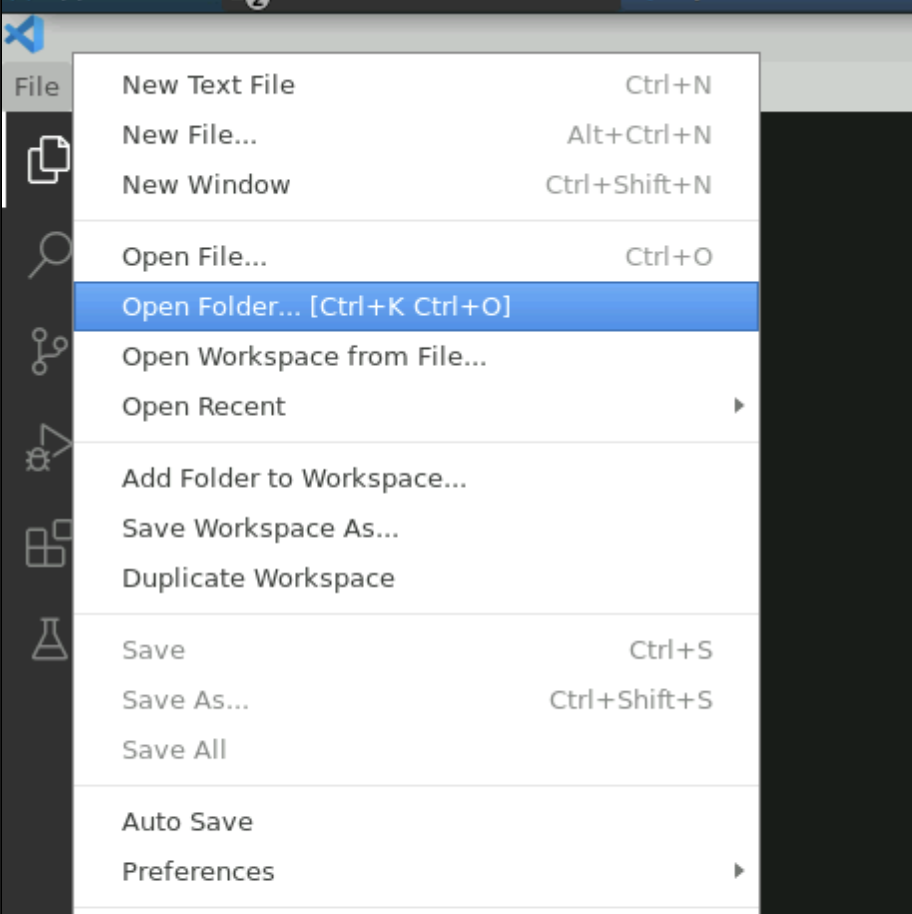 File
New Text File Ctrl+N
New File... Alt+Ctrl+N
New Window Ctrl+Shift+N
Open File... Ctrl+O
Open Folder... [Ctrl+K Ctrl+O]
Open Workspace from File...
Open Recent
Add Folder to Workspace...
Save Workspace As...
Duplicate Workspace
Save Ctrl+S
Save As... Ctrl+Shift+S
Save All
Auto Save
Preferences